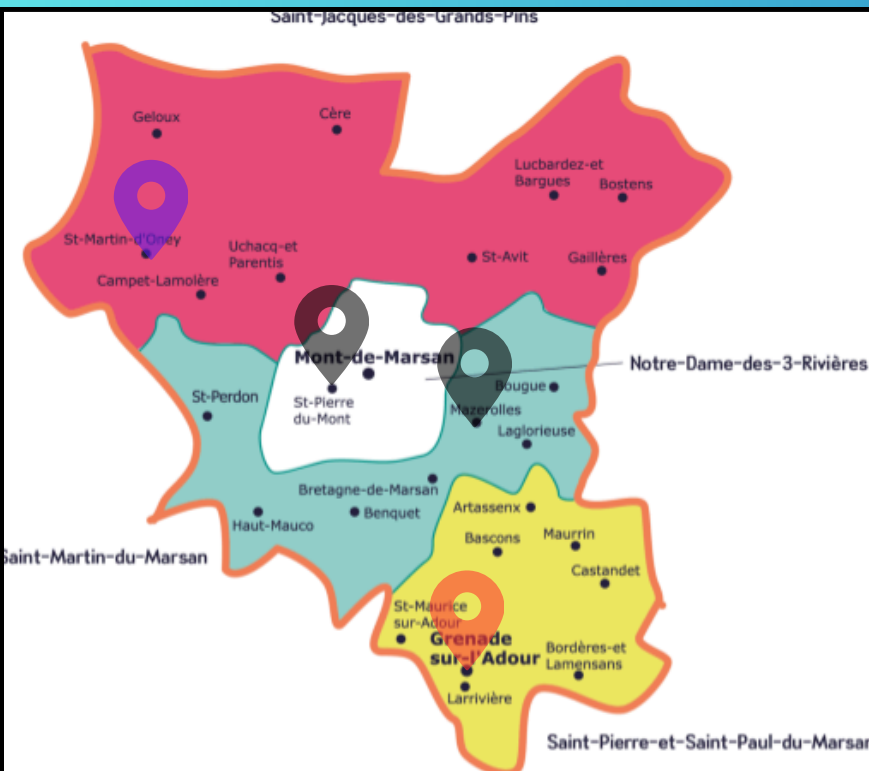 Saint-Jacques-des-Grands-Pins
Geloux
Cère
Lucbardez-et
Bargues
Bostens
St-Martin-d'Oney
Uchacq-et
Parentis
St-Avit
Gaillères
Campet-Lamolère
Mont-de-Marsan
Notre-Dame-des-3-Rivières
St-Pierre
du-Mont
St-Perdon
Bougue
Mazerolles
Laglorieuse
Bretagne-de-Marsan
Benquet
Haut-Mauco
Artassenx
Bascons
Maurrin
Castandet
Saint-Martin-du-Marsan
St-Maurice
sur-Adour
Grenade
sur-l'Adour
Bordères-et
Lamensans
Larrivière
Saint-Pierre-et-Saint-Paul-du-Marsan